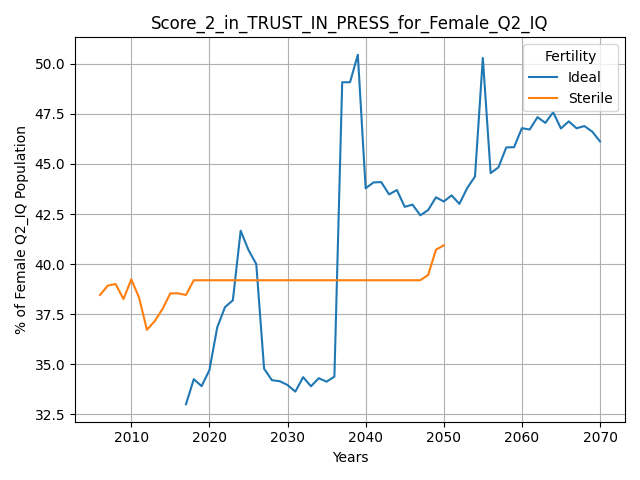 Score_2_in_TRUST_IN_PRESS_for_Female_Q2_IQ
Fertility
Ideal
Sterile
% of Female Q2_IQ Population
50.0
47.5
45.0
42.5
40.0
37.5
35.0
32.5
2010 2020 2030 2040 2050 2060 2070
Years